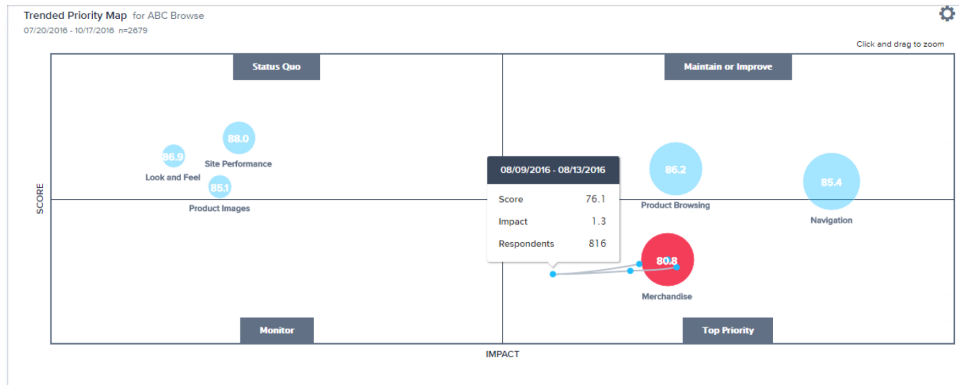 Trended Priority Map for ABC Browse
07/20/2016 - 10/17/2016 n=2679
Click and drag to zoom
Status Quo
Maintain or Improve
88.0
Site Performance
86.9
Look and Feel
85.1
Product Images
08/09/2016 - 08/13/2016
Score 76.1
Impact 1.3
Respondents 816
86.2
Product Browsing
85.4
Navigation
SCORE
80.8
Merchandise
Monitor
Top Priority
IMPACT